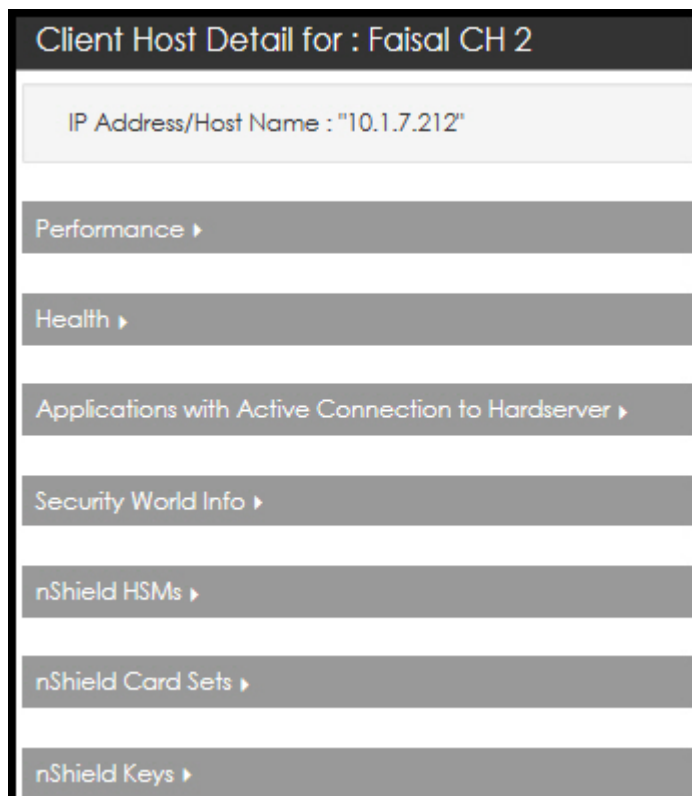 Client Host Detail for : Faisal CH 2
IP Address/Host Name : "10.1.7.212"
Performance
Health
Applications with Active Connection to Hardserver
Security World Info
nShield HSMs
nShield Card Sets
nShield Keys